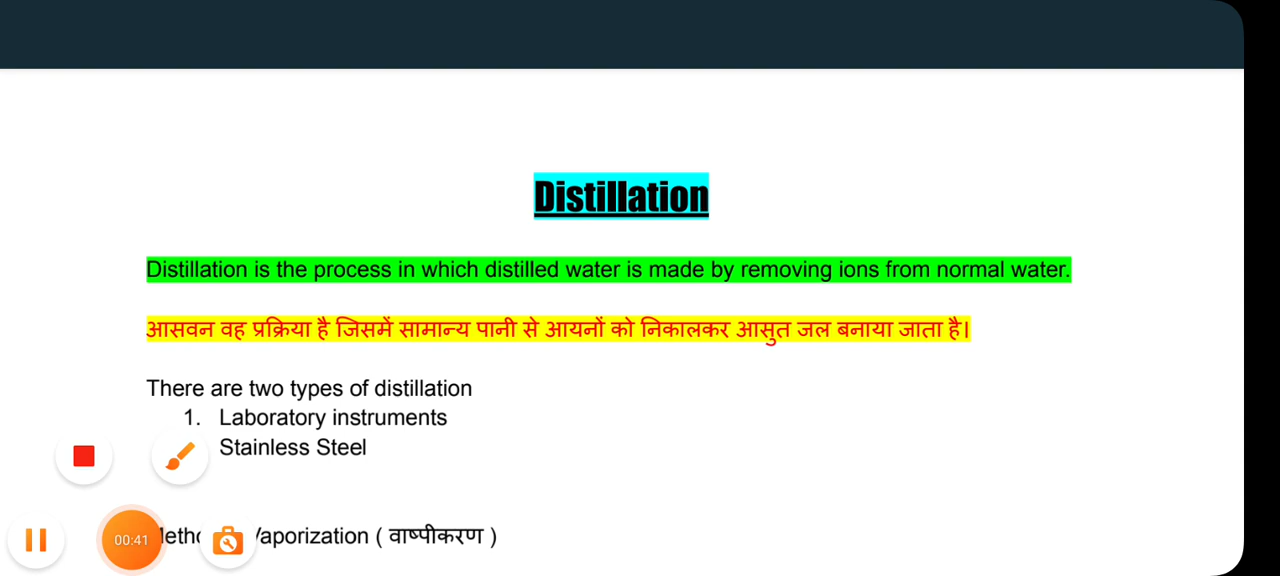 Distillation
Distillation is the process in which distilled water is made by removing ions from normal water.
आसवन वह प्रक्रिया है जिसमें सामान्य पानी से आयनों को निकालकर आसुत जल बनाया जाता है।
There are two types of distillation
1. Laboratory instruments
Stainless Steel
( वाष्पीकरण )
00:41